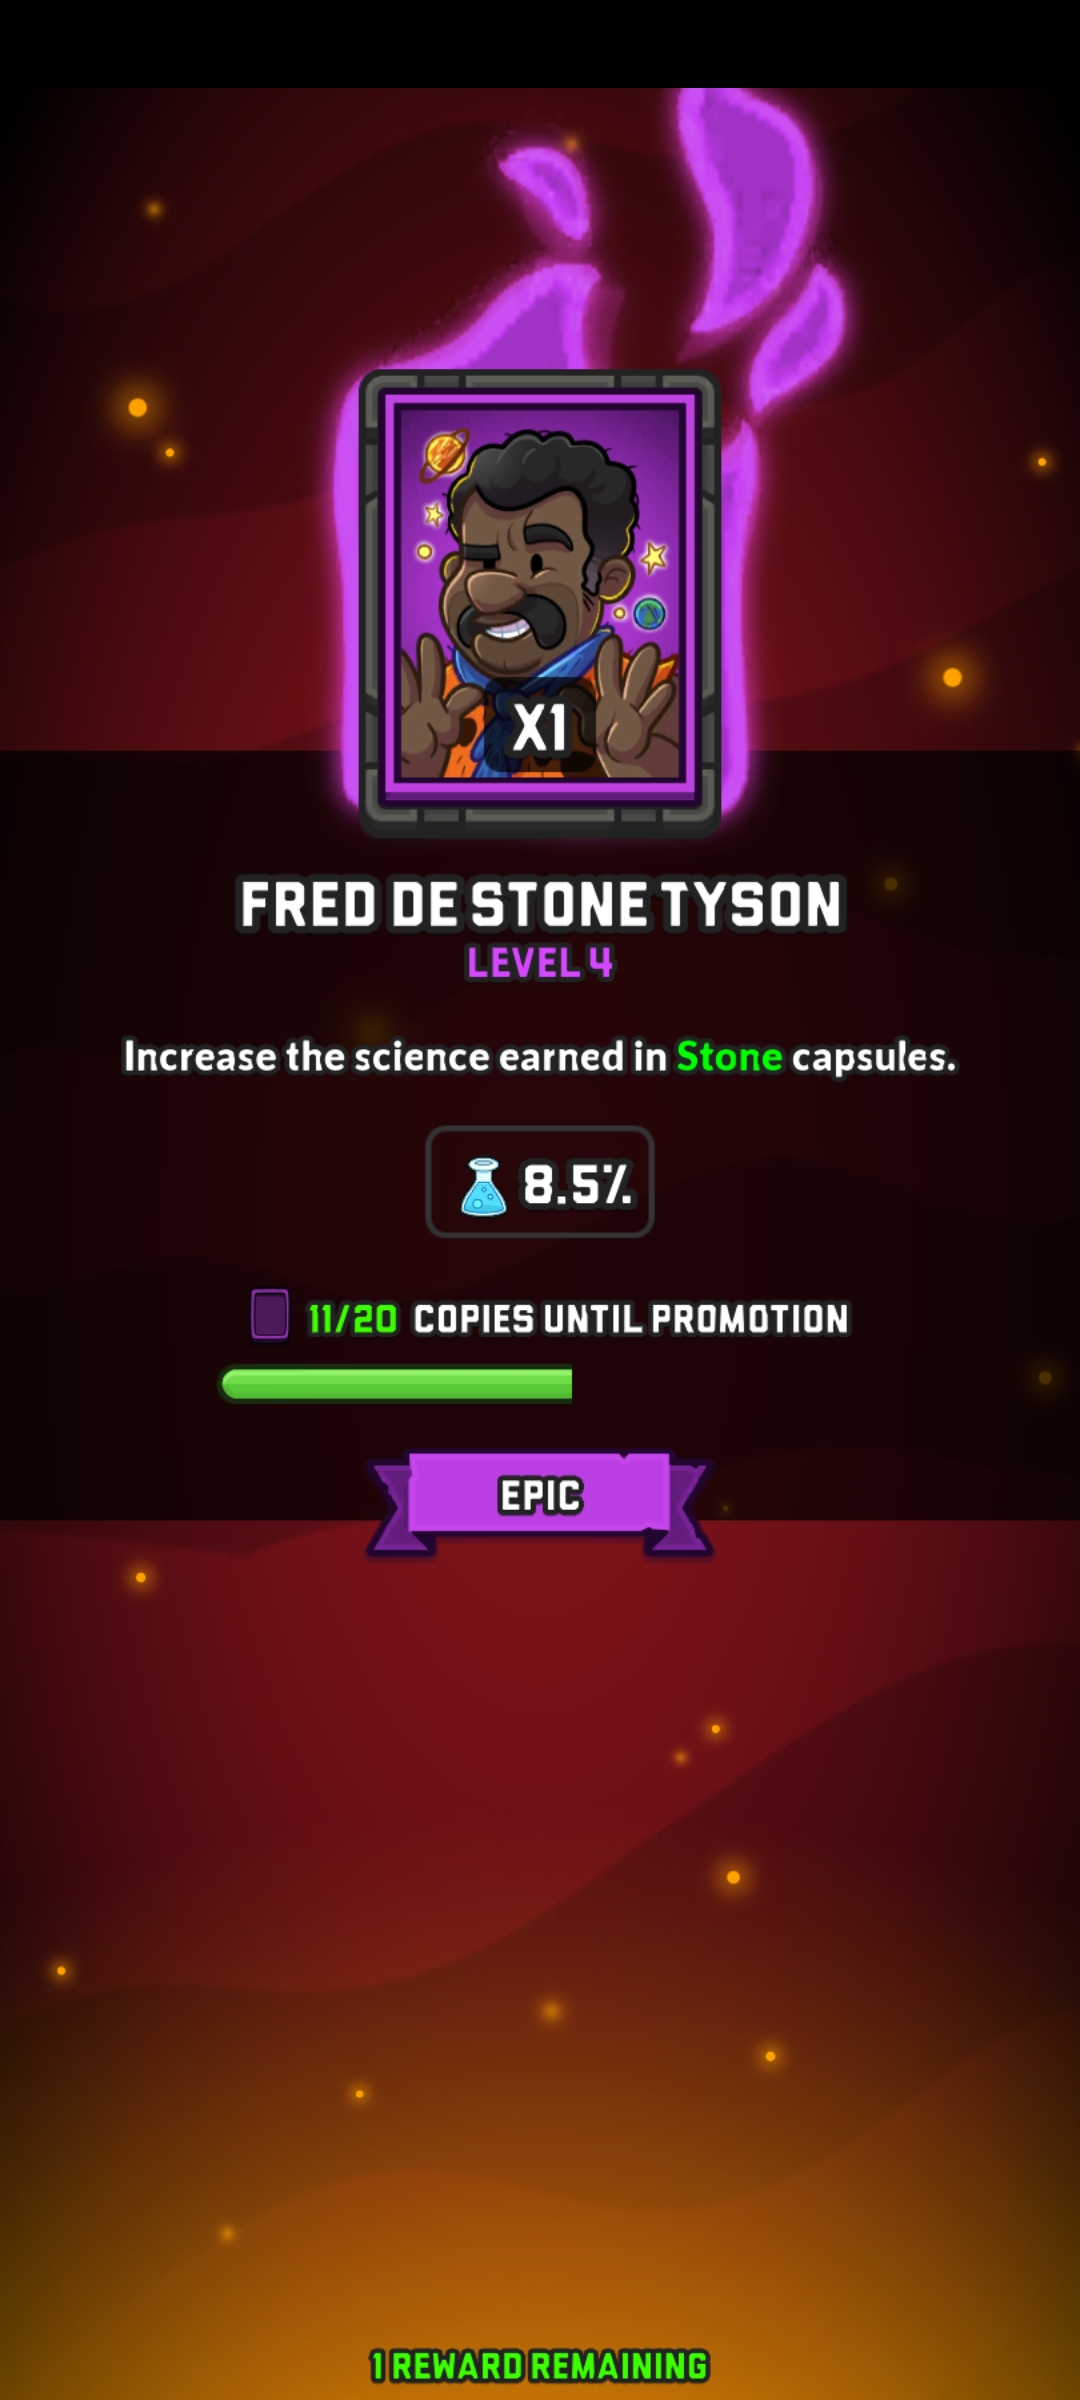 X1
FRED DE STONE TYSON
LEVEL 4
Increase the science earned in Stone capsules.
8.5%
11/20 COPIES UNTIL PROMOTION
EPIC
1 REWARD REMAINING